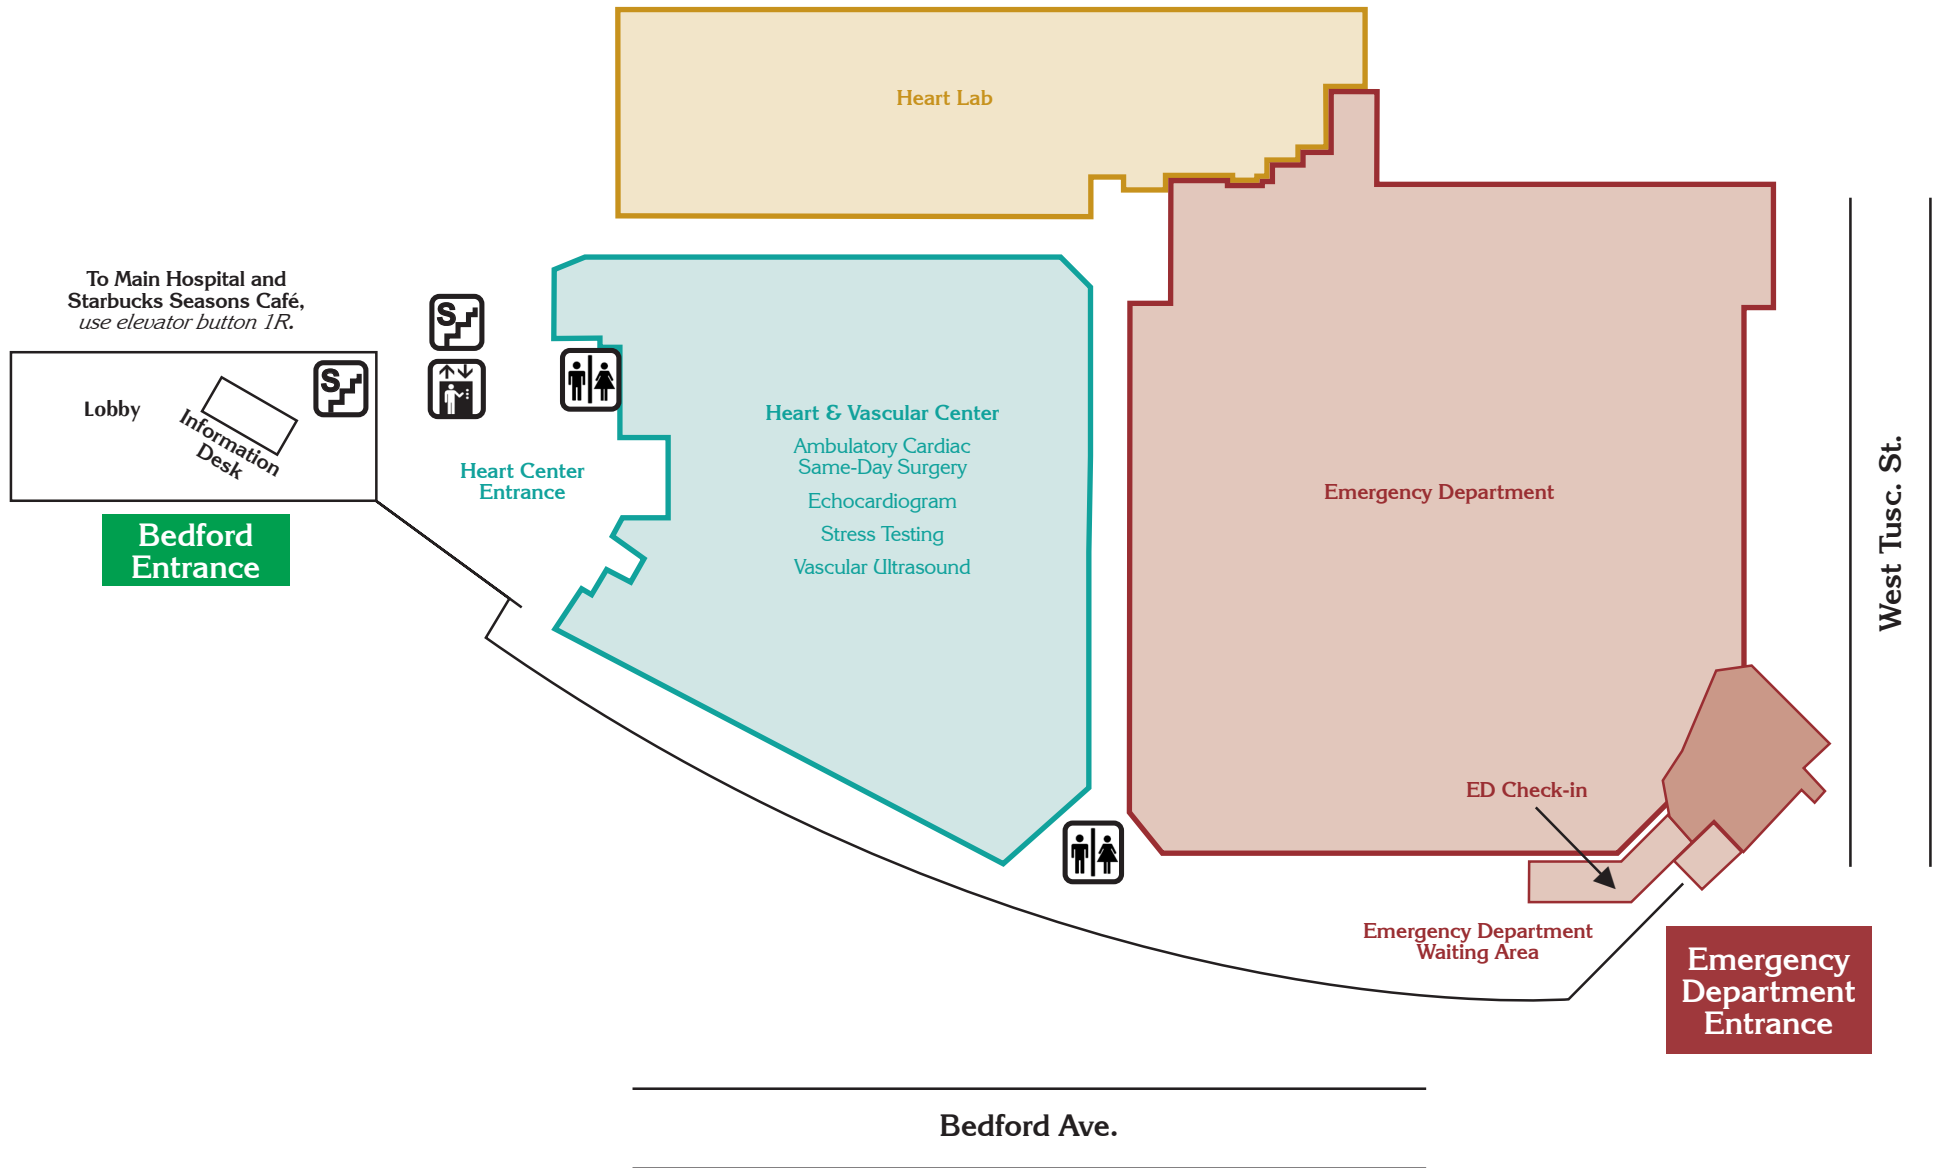 Heart Lab
To Main Hospital and
Starbucks Seasons Café,
use elevator button 1R.
S
S
Lobby
Information
Desk
Bedford
Entrance
Heart Center
Entrance
Heart & Vascular Center
Ambulatory Cardiac
Same-Day Surgery
Echocardiogram
Stress Testing
Vascular Ultrasound
Emergency Department
West Tusc. St.
ED Check-in
Emergency Department
Waiting Area
Emergency
Department
Entrance
Bedford Ave.